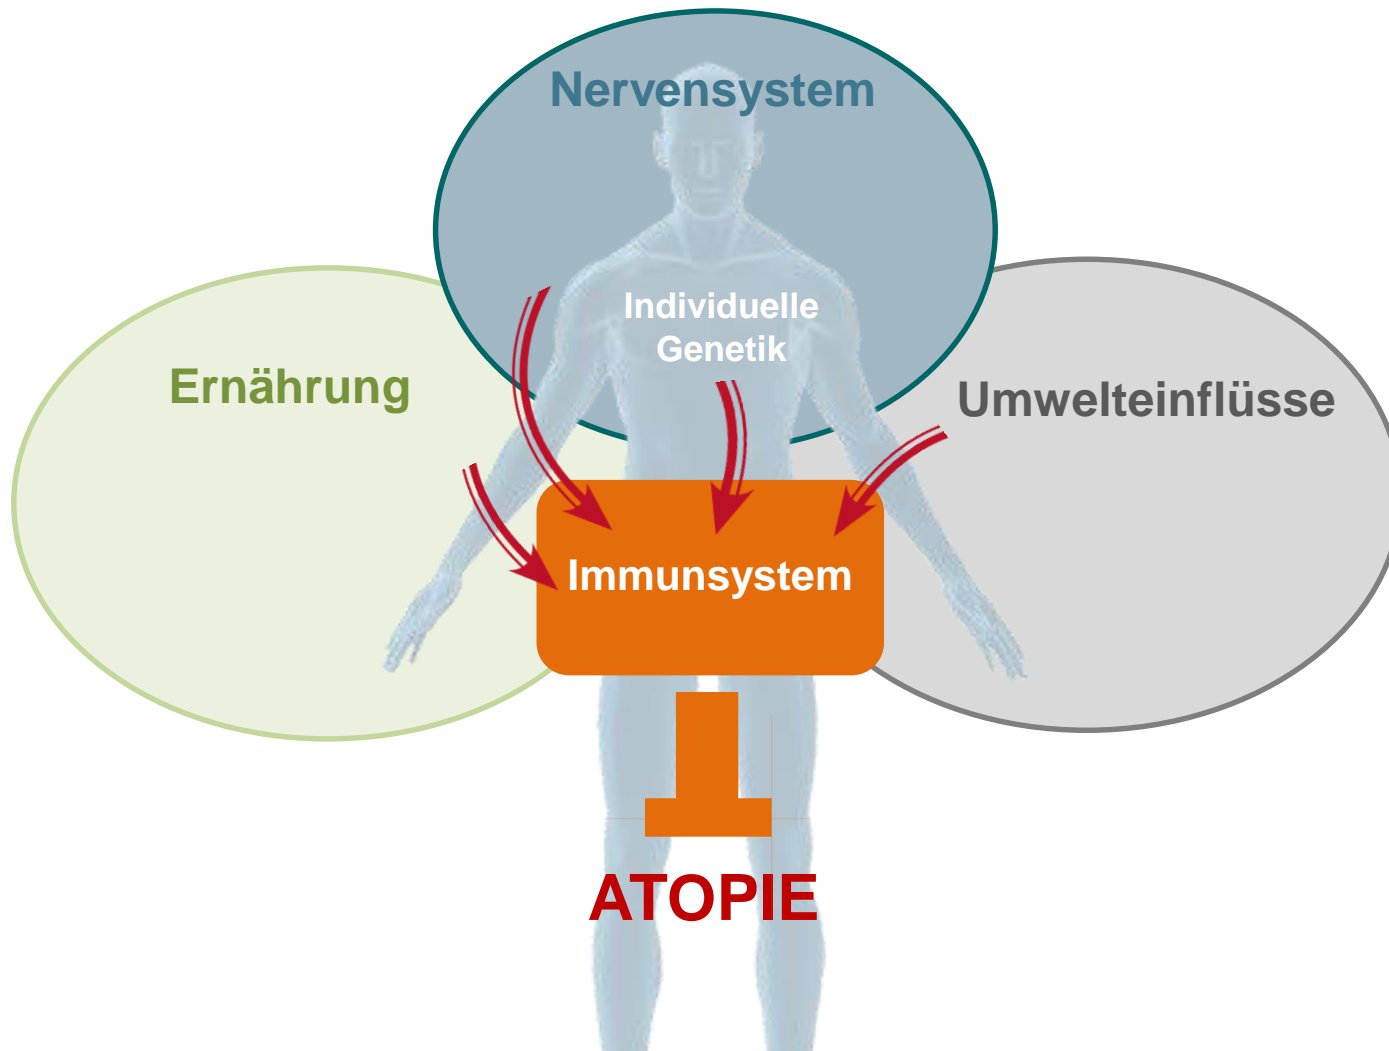 Nervensystem
Individuelle
Genetik
Ernährung
Umwelteinflüsse
Immunsystem
ATOPIE